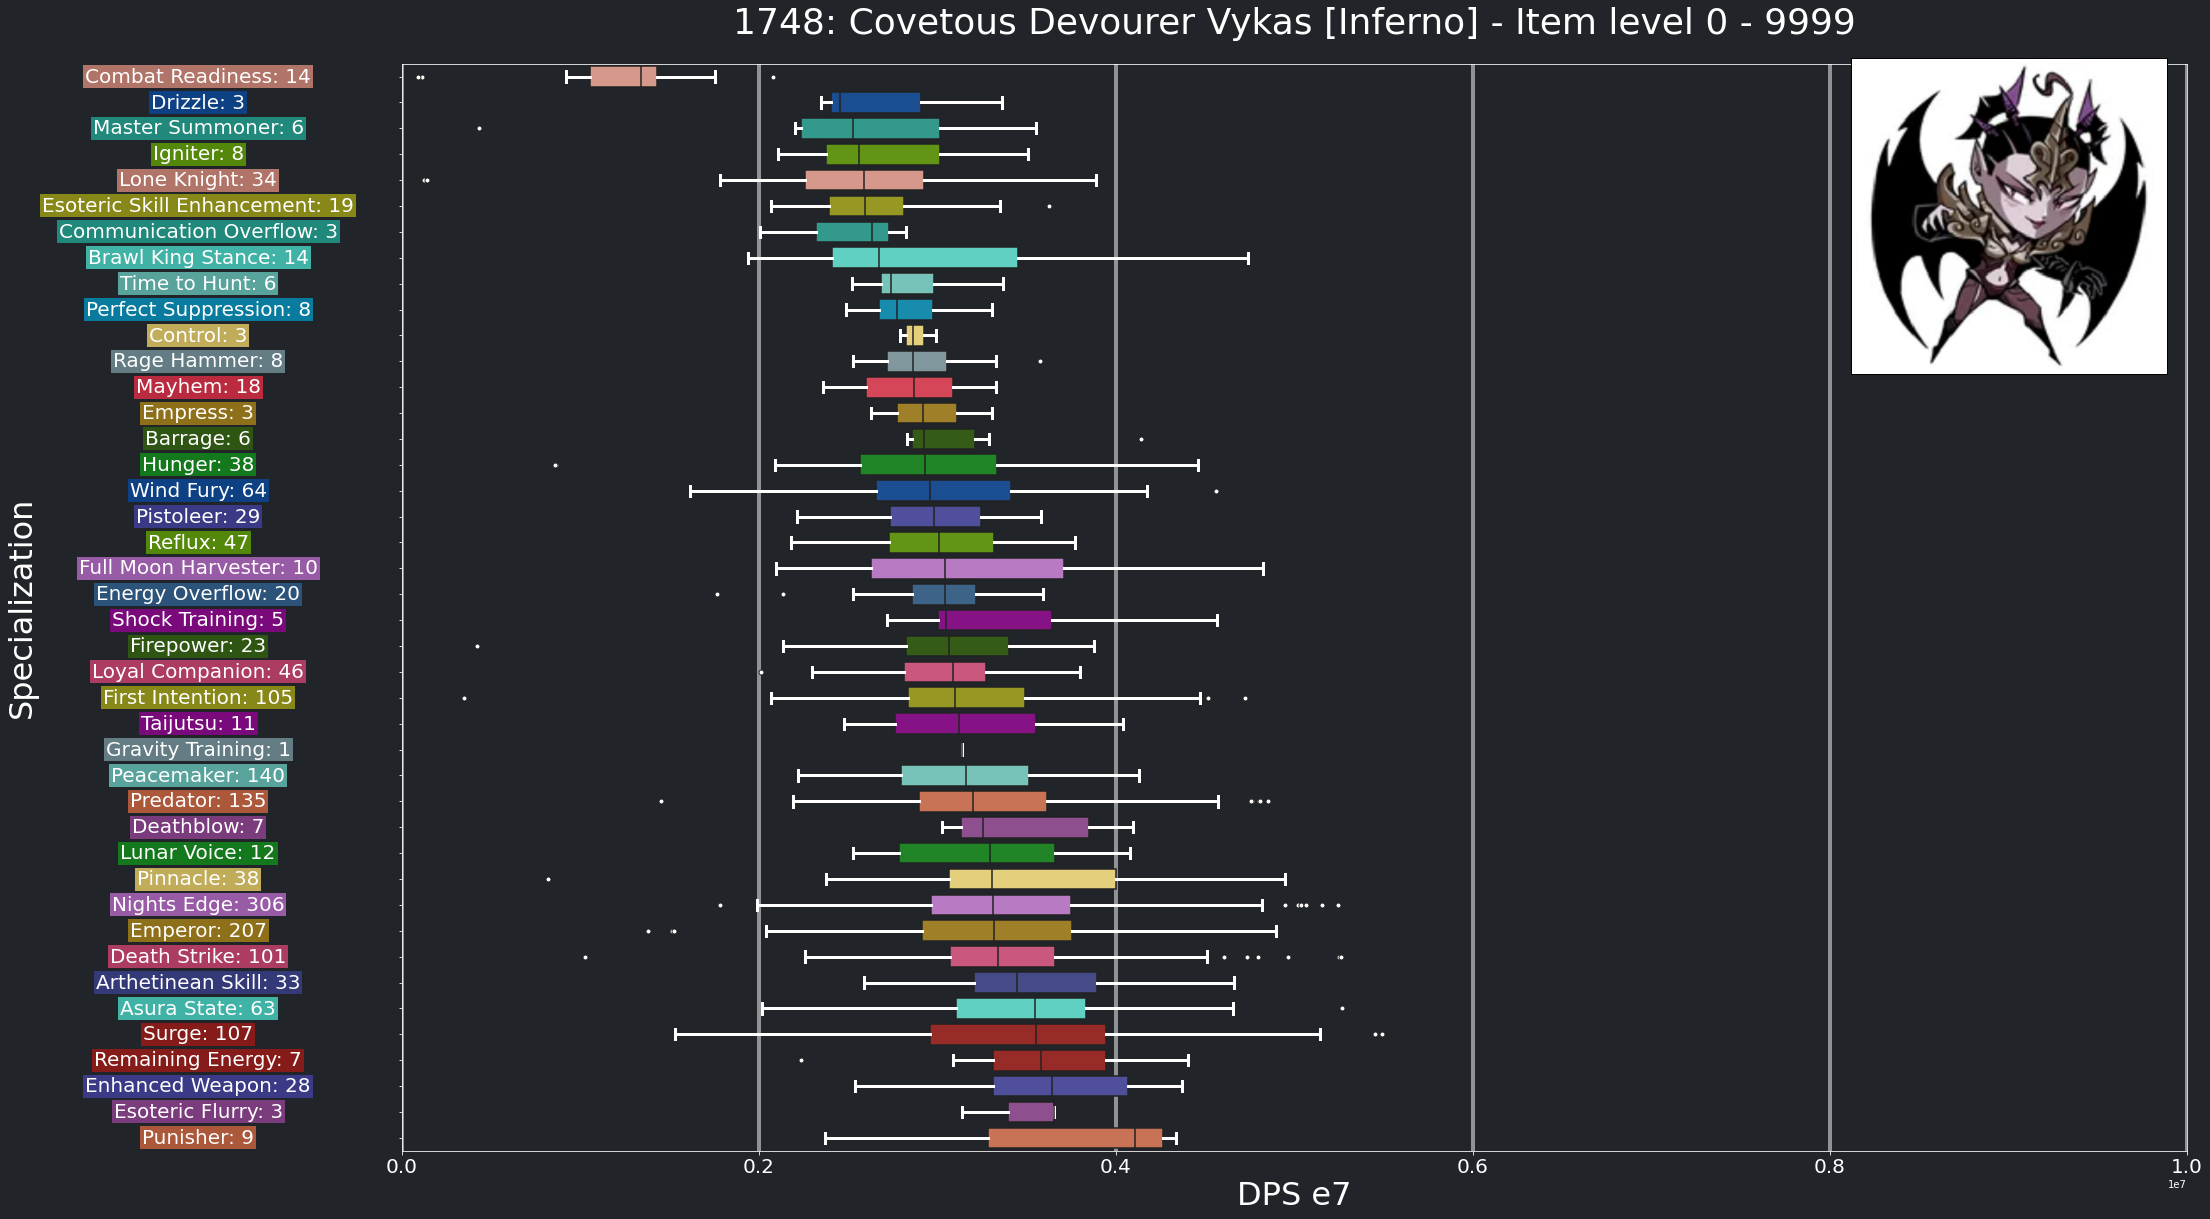 1748: Covetous Devourer Vykas [Inferno] - Item level 0 - 9999
Combat Readiness: 14
Drizzle: 3
Master Summoner: 6
Igniter: 8
Lone Knight: 34
Esoteric Skill Enhancement: 19
Communication Overflow: 3
Brawl King Stance: 14
Time to Hunt: 6
Perfect Suppression: 8
Control: 3
Rage Hammer: 8
Mayhem: 18
Empress: 3
Barrage: 6
Hunger: 38
Wind Fury: 64
Pistoleer: 29
Reflux: 47
Full Moon Harvester: 10
Energy Overflow: 20
Shock Training: 5
Firepower: 23
Loyal Companion: 46
First Intention: 105
Taijutsu: 11
Gravity Training: 1
Peacemaker: 140
Predator: 135
Deathblow: 7
Lunar Voice: 12
Pinnacle: 38
Nights Edge: 306
Emperor: 207
Death Strike: 101
Arthetinean Skill: 33
Asura State: 63
Surge: 107
Remaining Energy: 7
Enhanced Weapon: 28
Esoteric Flurry: 3
Punisher: 9
Specialization
0.0 0.2 0.4 0.6 0.8 1.0
1e7
DPS e7